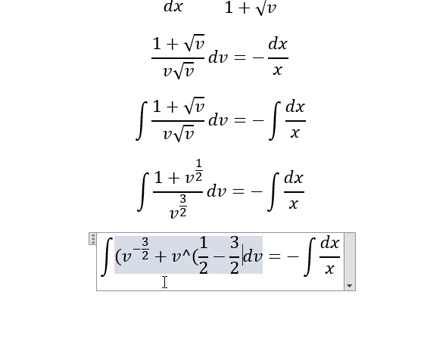 dx 1 + √v
(1 + √v)/(v√v) dv = −dx/x
∫ (1 + √v)/(v√v) dv = −∫ dx/x
∫ (1 + v^(1/2))/(v^(3/2)) dv = −∫ dx/x
∫ (v^(−3/2) + v^(1/2 − 3/2 dv = −∫ dx/x